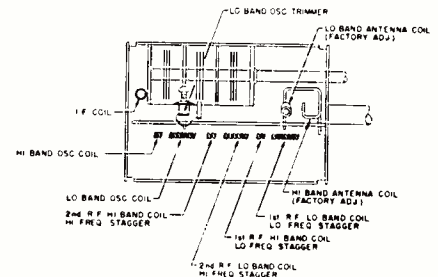 LO BAND OSC TRIMMER
LO BAND ANTENNA COIL
(FACTORY ADJ)
I F COIL
HI BAND OSC COIL
HI BAND ANTENNA COIL
(FACTORY ADJ)
LO BAND OSC COIL
2nd R F HI BAND COIL
HI FREQ STAGGER
1st R F LO BAND COIL
LO FREQ STAGGER
1st R F HI BAND COIL
LO FREQ STAGGER
2nd R F LO BAND COIL
HI FREQ STAGGER